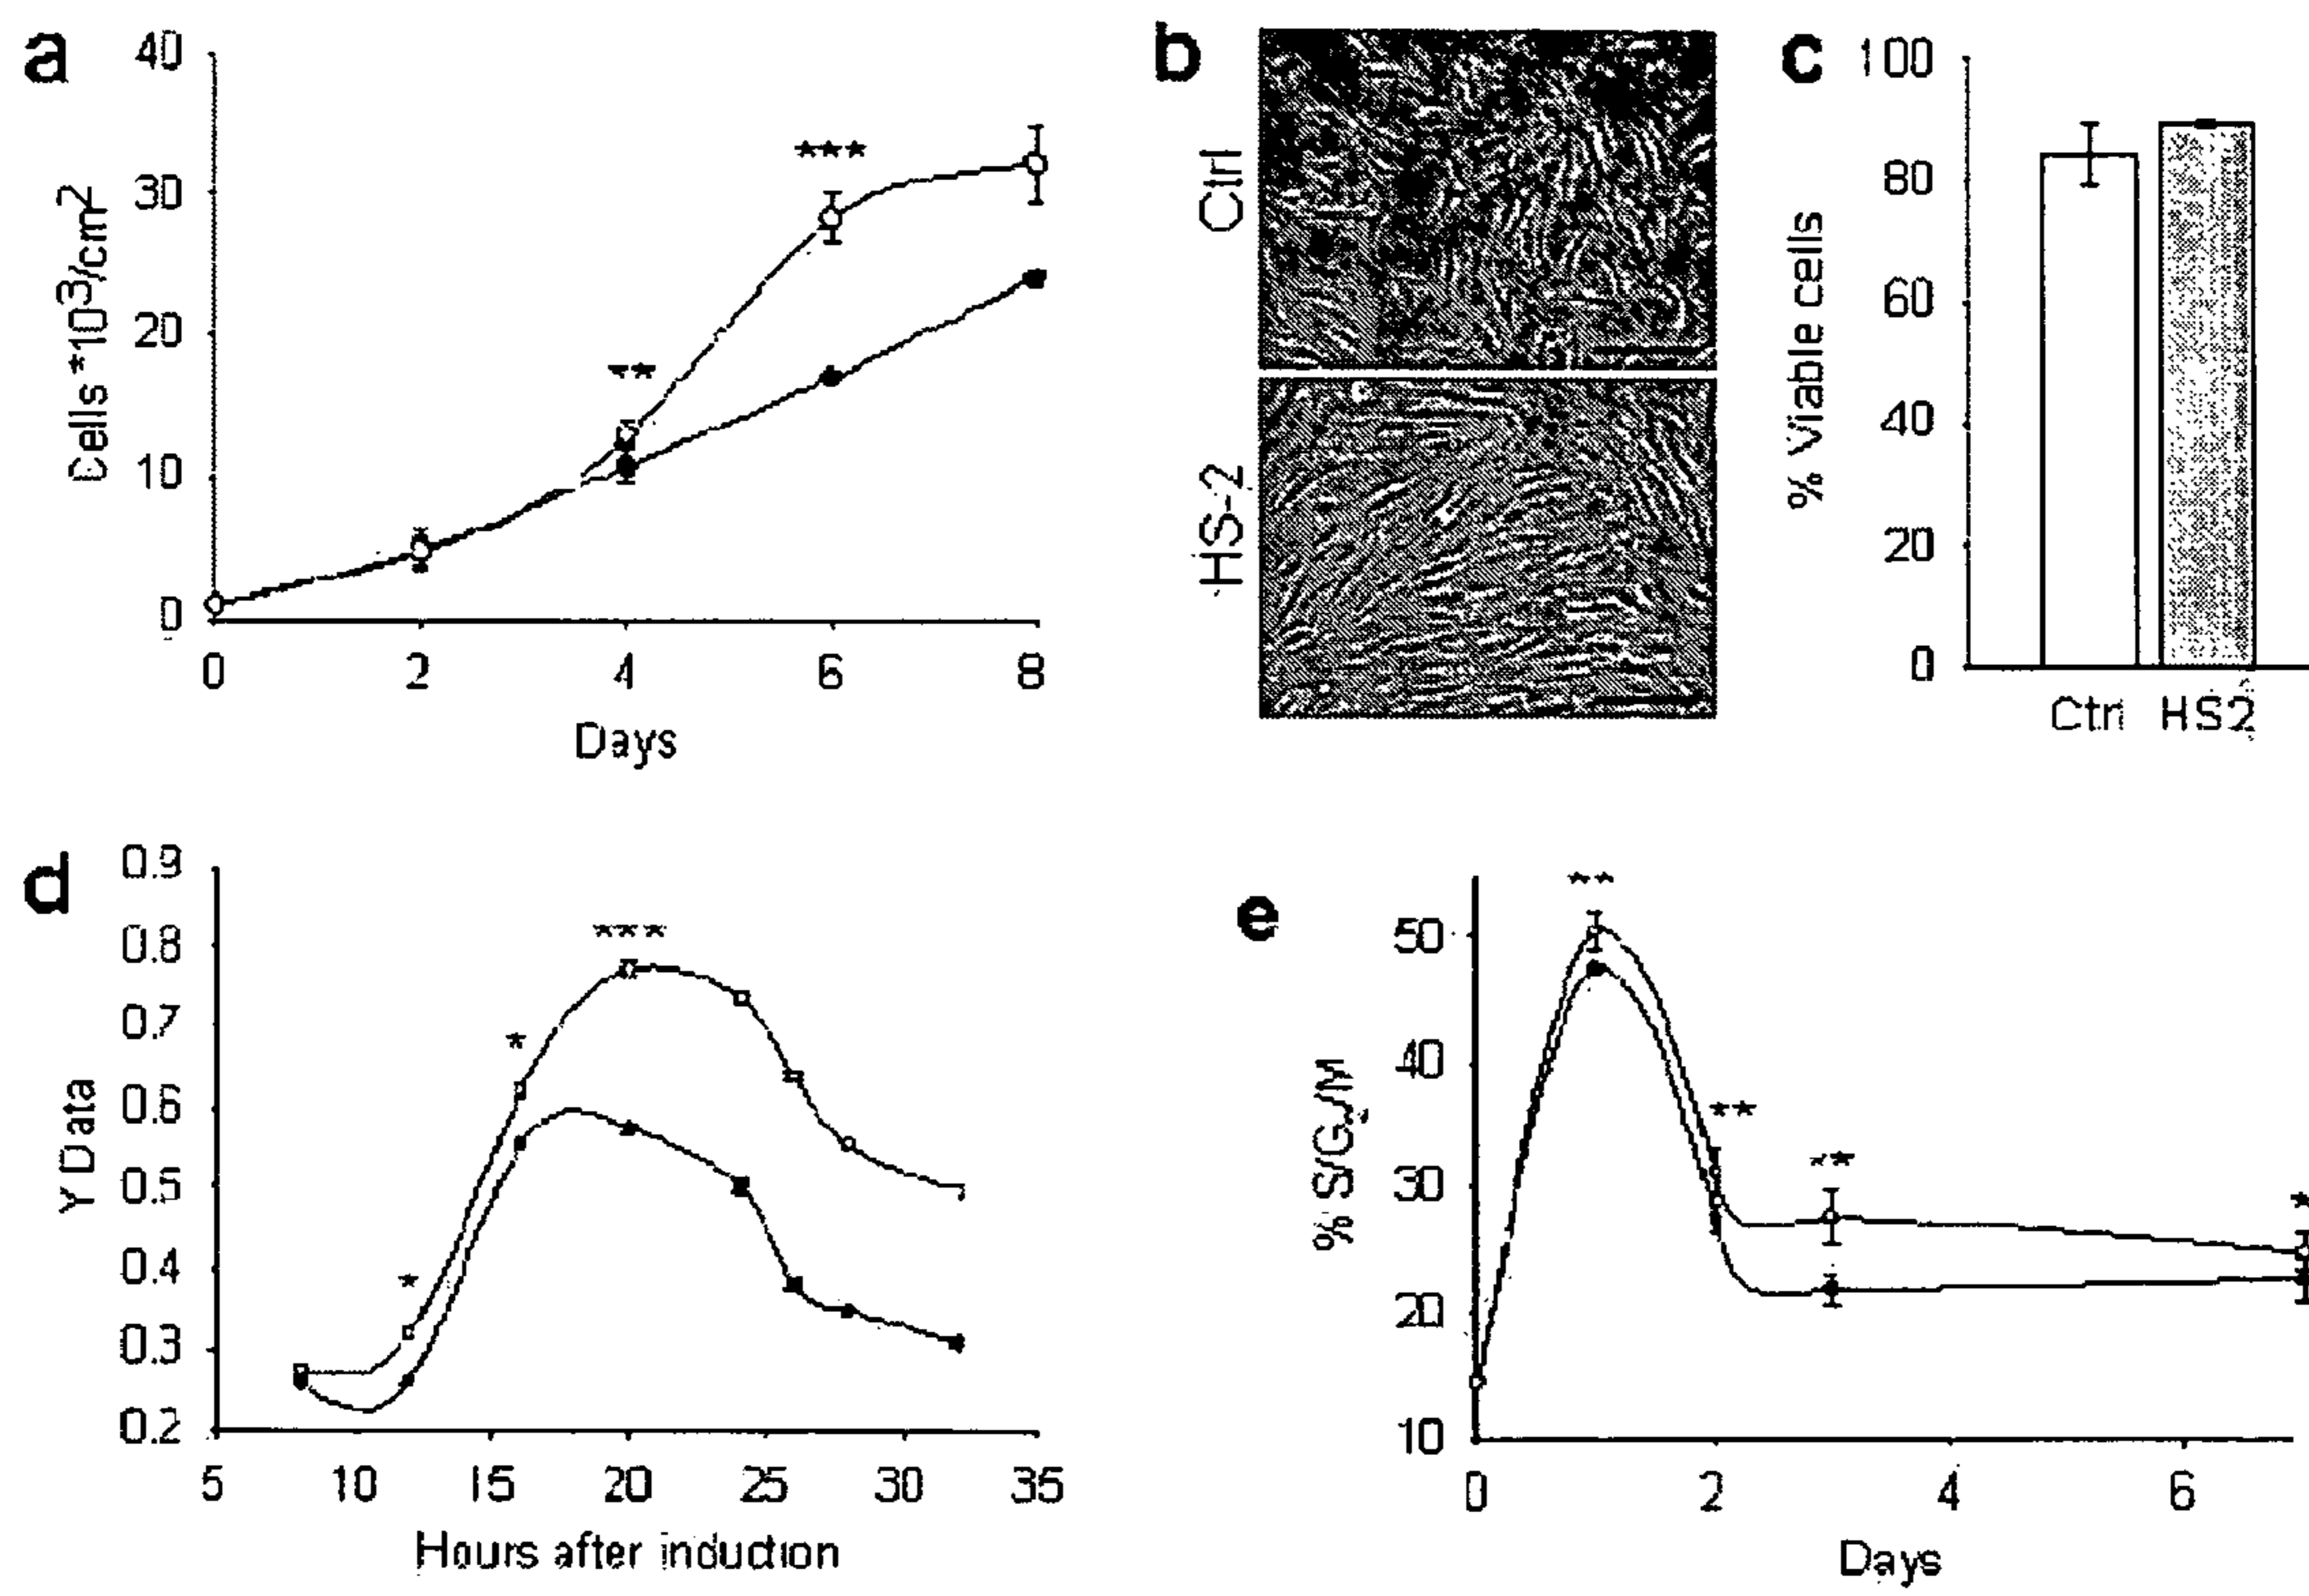 a
40
30
20
10
0
Cells *10³/cm²
***
**
0 2 4 6 8
Days
b
Ctrl
HS-2
c
100
80
60
40
20
0
% Viable cells
Ctrl HS2
d
0.9
0.8
0.7
0.6
0.5
0.4
0.3
0.2
Y Data
***
*
*
5 10 15 20 25 30 35
Hours after induction
e
50
40
30
20
10
% S/G₂/M
**
**
**
*
0 2 4 6
Days